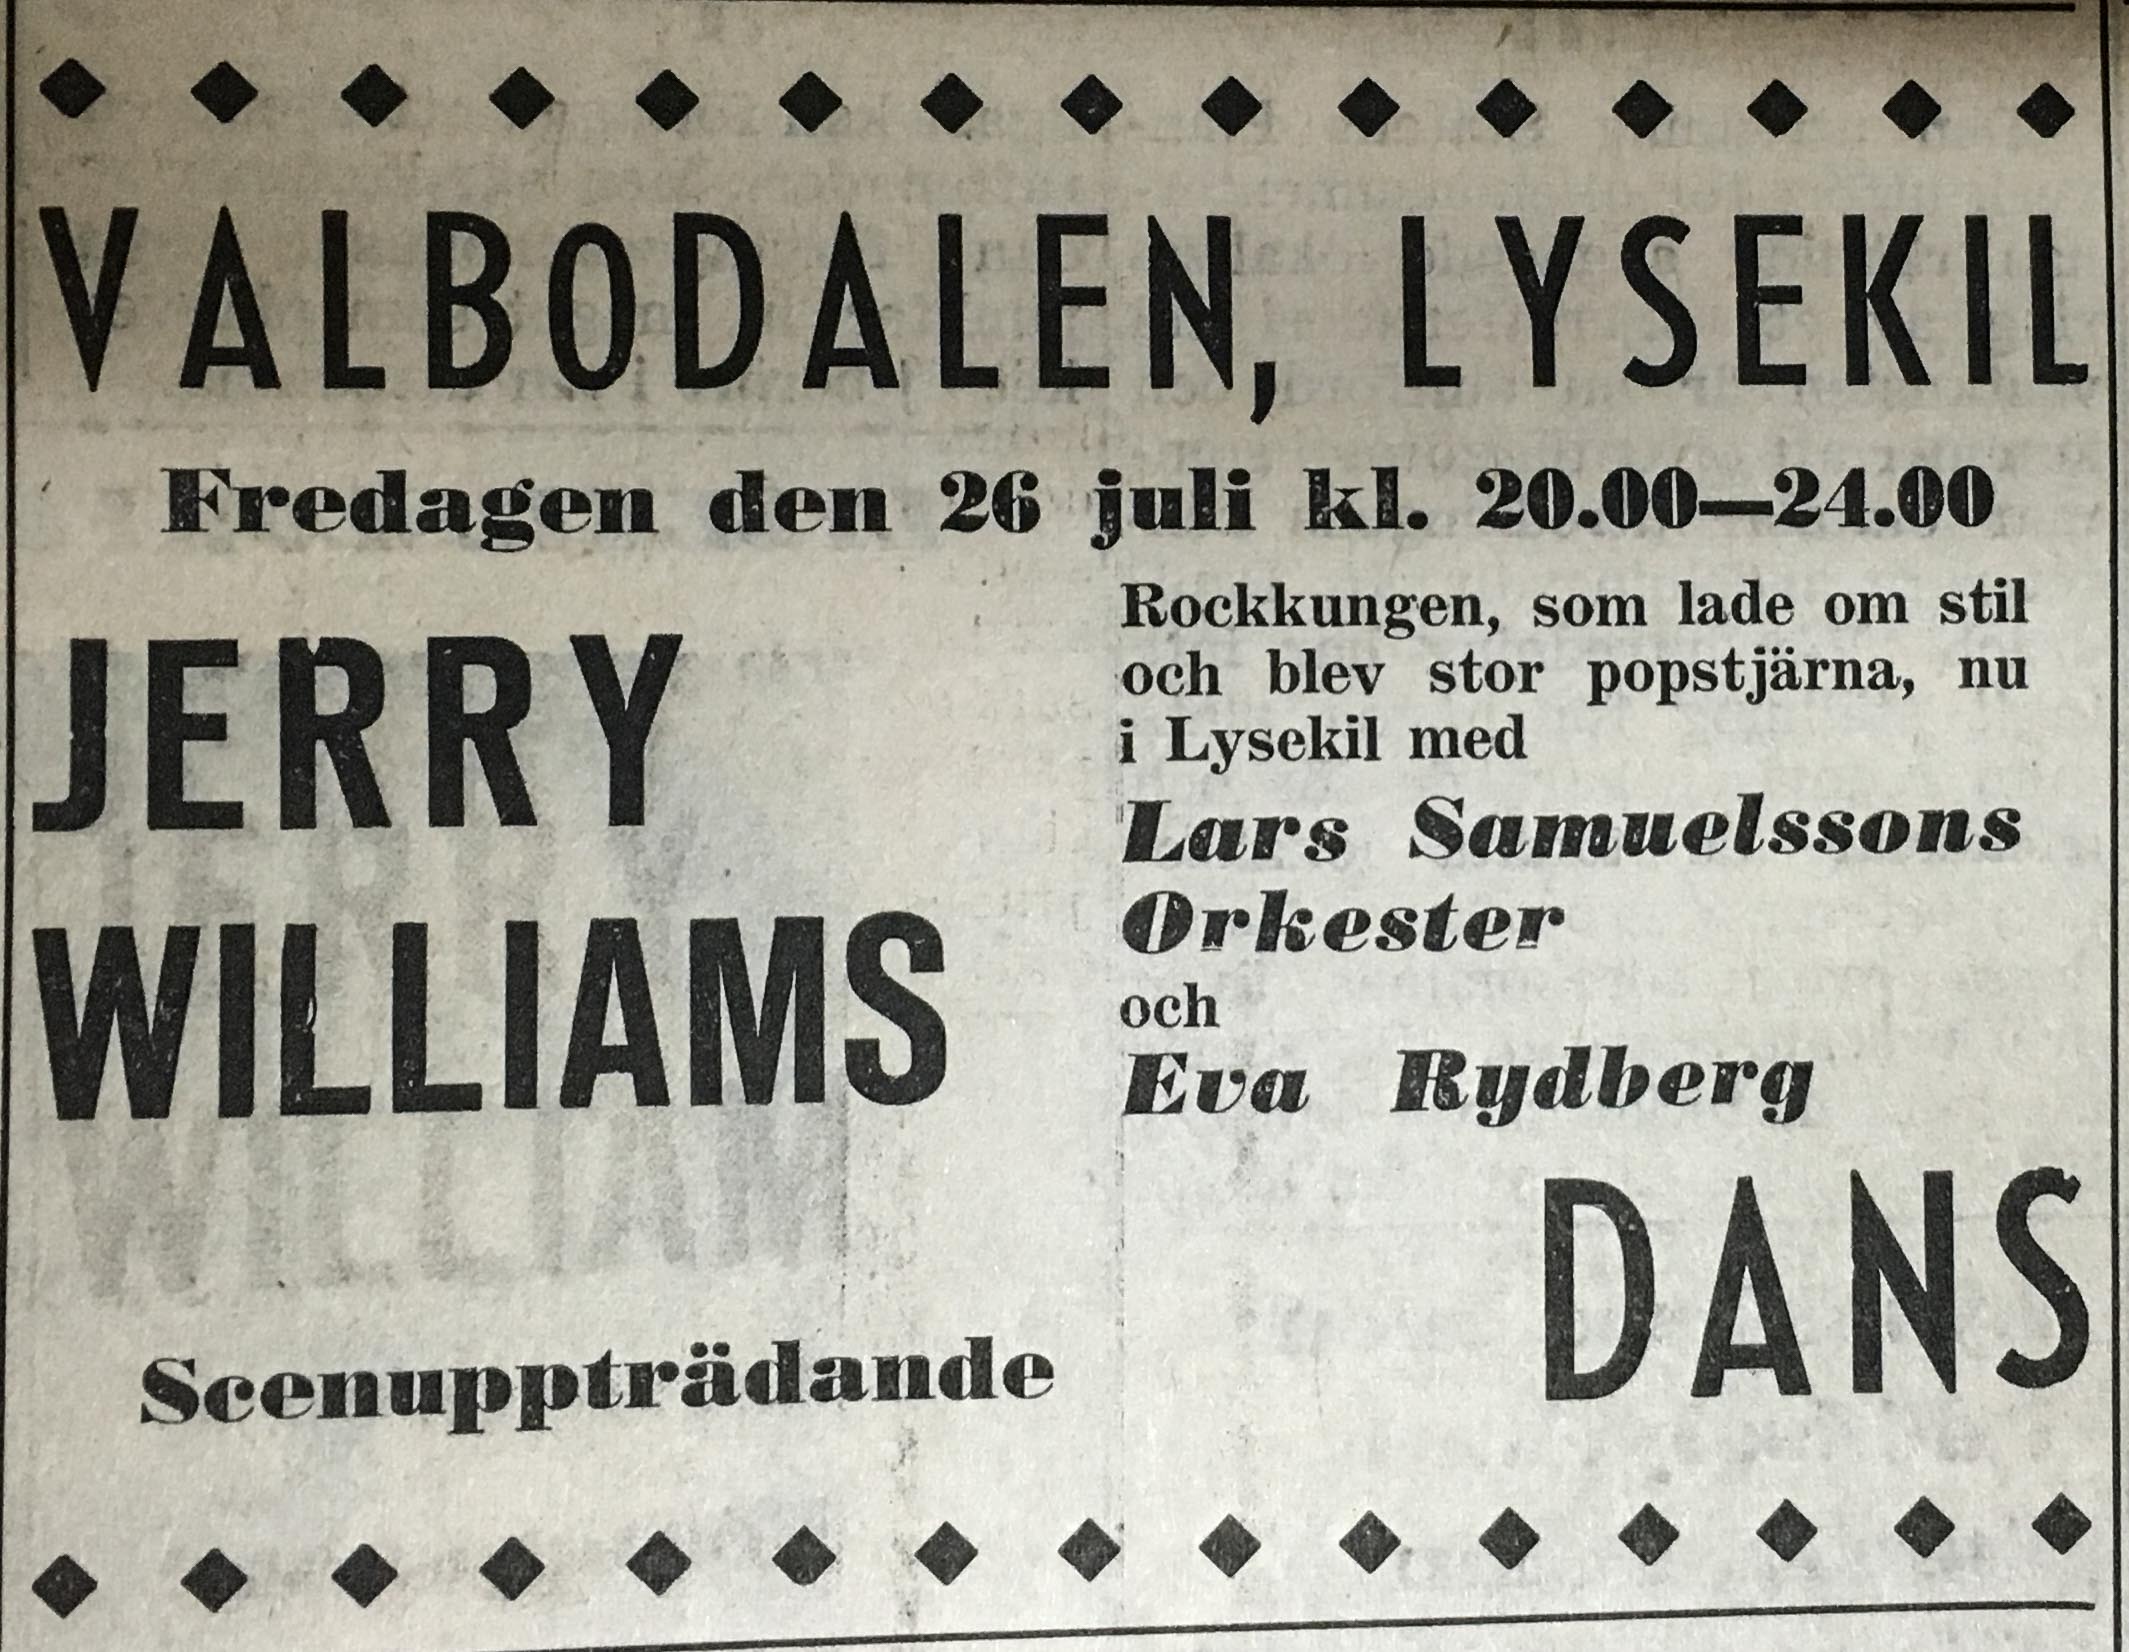 VALBODALEN, LYSEKIL
Fredagen den 26 juli kl. 20.00—24.00
JERRY
WILLIAMS
Scenuppträdande
Rockkungen, som lade om stil
och blev stor popstjärna, nu
i Lysekil med
Lars Samuelssons
Orkester
och
Eva Rydberg
DANS